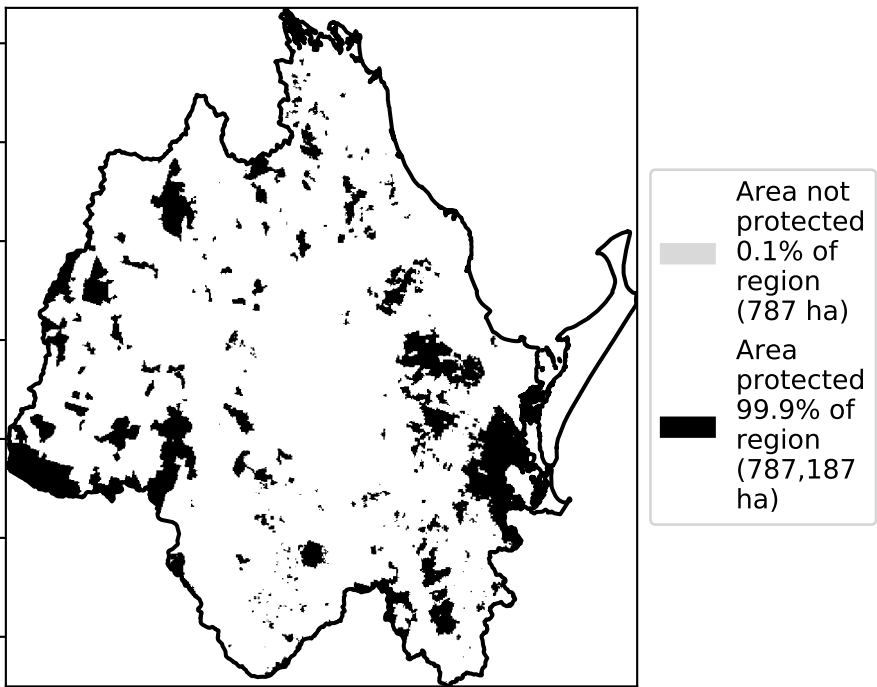 Area not
protected
0.1% of
region
(787 ha)
Area
protected
99.9% of
region
(787,187
ha)